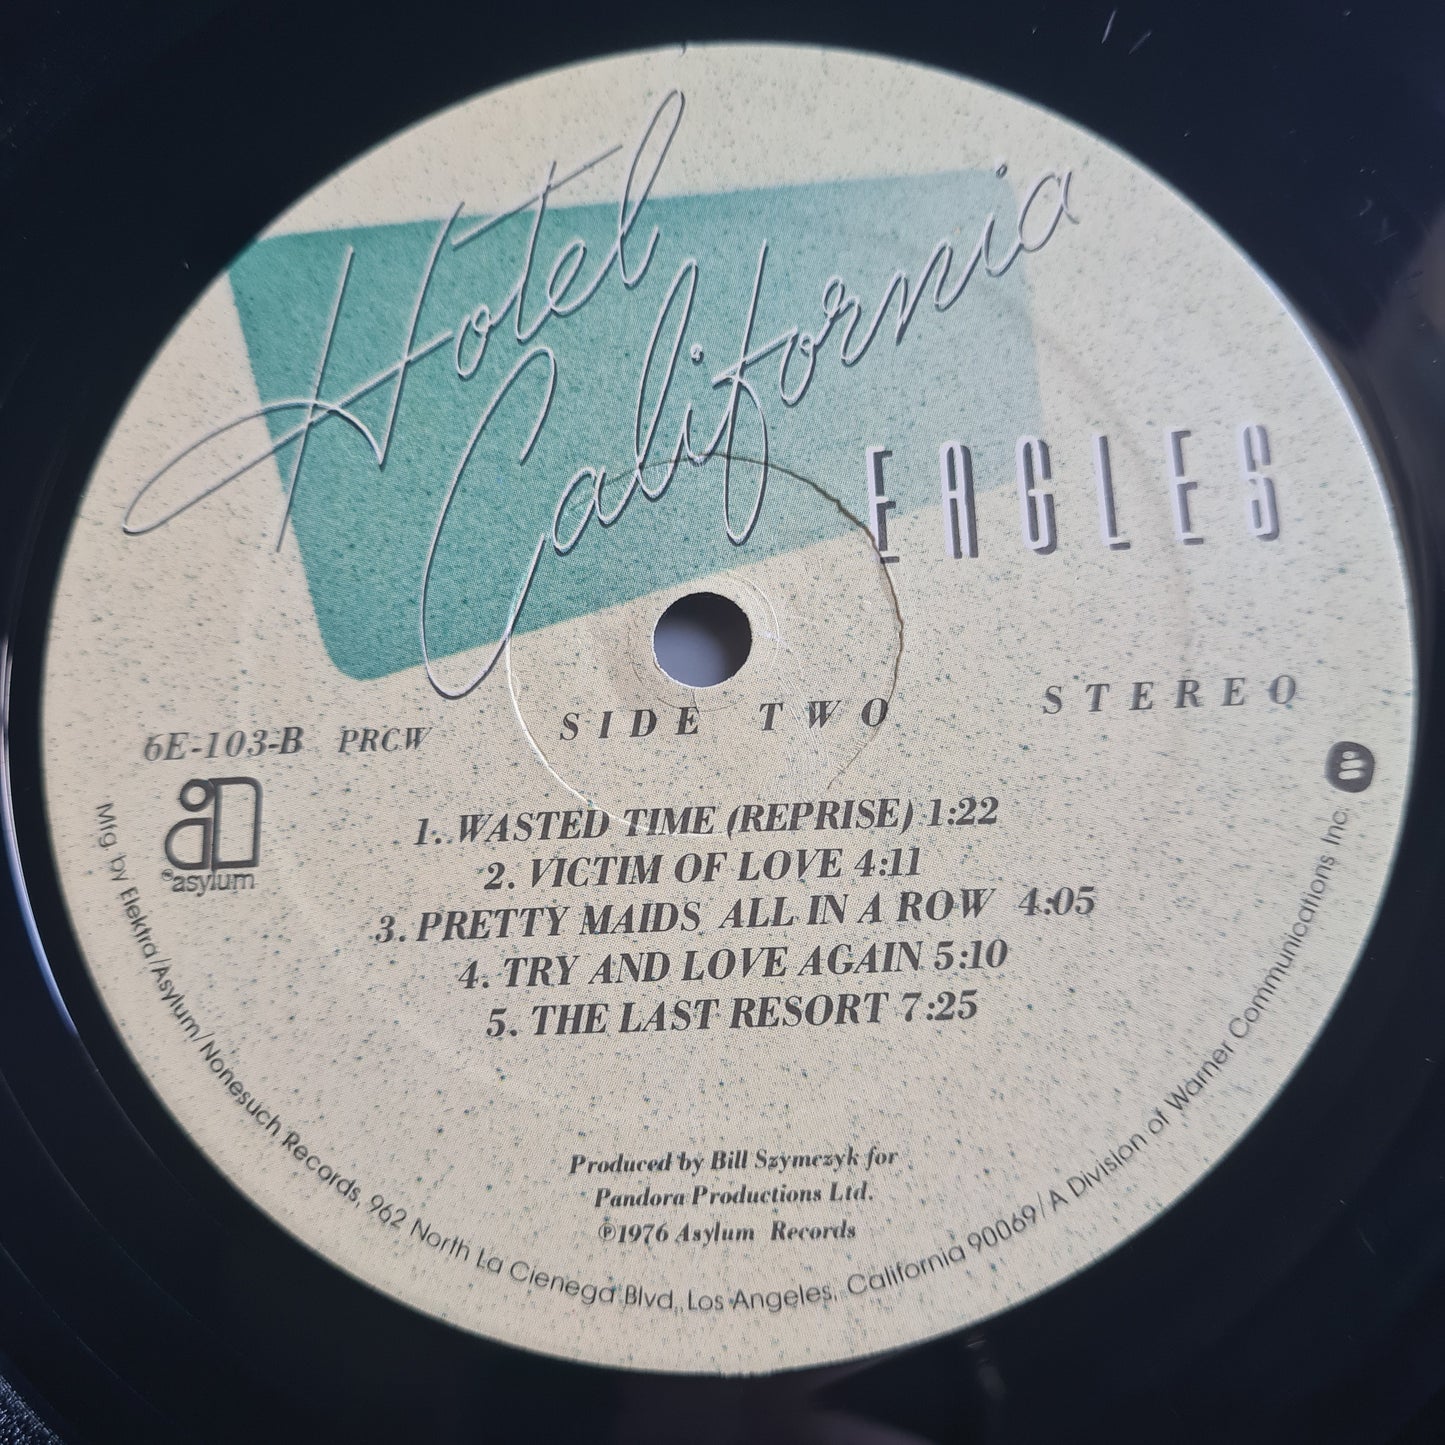 Hotel
California
EAGLES
SIDE TWO
STEREO
6E-103-B PRCW
asylum
1. WASTED TIME (REPRISE) 1:22
2. VICTIM OF LOVE 4:11
3. PRETTY MAIDS ALL IN A ROW 4:05
4. TRY AND LOVE AGAIN 5:10
5. THE LAST RESORT 7:25
Produced by Bill Szymczyk for
Pandora Productions Ltd.
℗1976 Asylum Records
Mfg by Elektra/Asylum/Nonesuch Records, 962 North La Cienega Blvd, Los Angeles, California 90069/A Division of Warner Communications Inc.